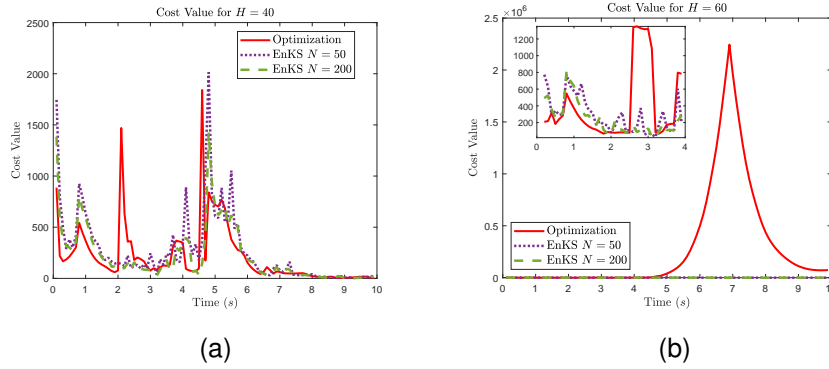 Cost Value for H = 40
2500
2000
1500
1000
500
0
Cost Value
Optimization
EnKS N = 50
EnKS N = 200
0 1 2 3 4 5 6 7 8 9 10
Time (s)
(a)
Cost Value for H = 60
2.5 ×10⁶
2
1.5
1
0.5
0
Cost Value
1200
1000
800
600
400
200
0 1 2 3 4
Optimization
EnKS N = 50
EnKS N = 200
0 1 2 3 4 5 6 7 8 9 10
Time (s)
(b)